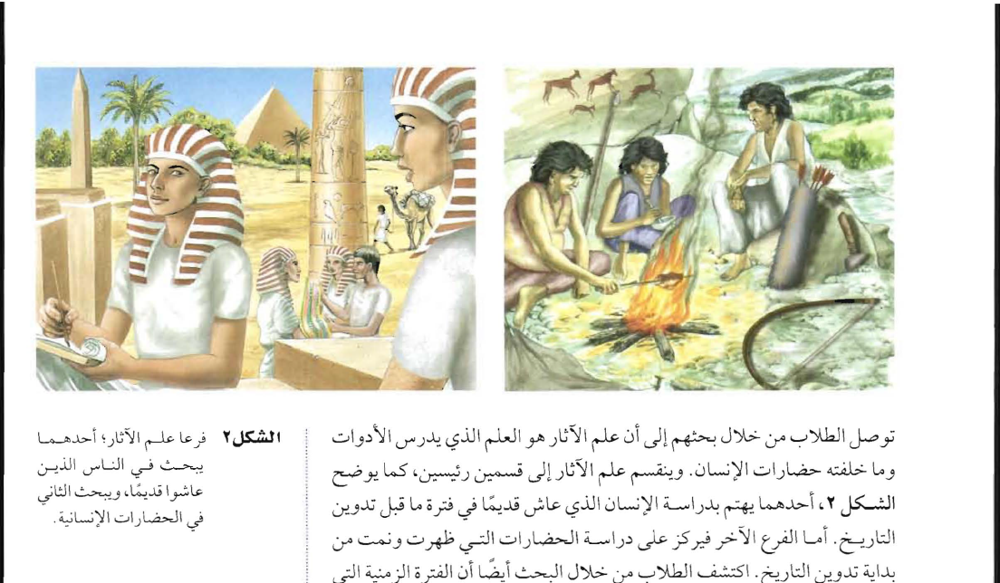 توصل الطلاب من خلال بحثهم إلى أن علم الآثار هو العلم الذي يدرس الأدوات
وما خلفته حضارات الإنسان. وينقسم علم الآثار إلى قسمين رئيسين، كما يوضح
الشكل ٢، أحدهما يهتم بدراسة الإنسان الذي عاش قديمًا في فترة ما قبل تدوين
التاريخ. أما الفرع الآخر فيركز على دراسة الحضارات التي ظهرت ونمت من
بداية تدوين التاريخ. اكتشف الطلاب من خلال البحث أيضًا أن الفترة الزمنية التي
الشكل٢ فرعا علم الآثار؛ أحدهما
يبحث في الناس الذين
عاشوا قديمًا، ويبحث الثاني
في الحضارات الإنسانية.